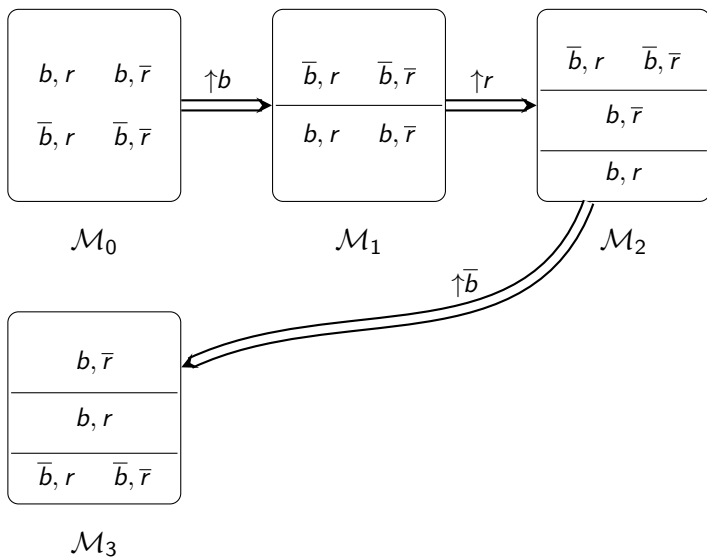 b, r b, r̅ ↑b b̅, r b̅, r̅ ↑r b̅, r b̅, r̅
b̅, r b̅, r̅ b, r b, r̅ b, r̅
b, r
ℳ₀ ℳ₁ ℳ₂
↑b̅
b, r̅
b, r
b̅, r b̅, r̅
ℳ₃